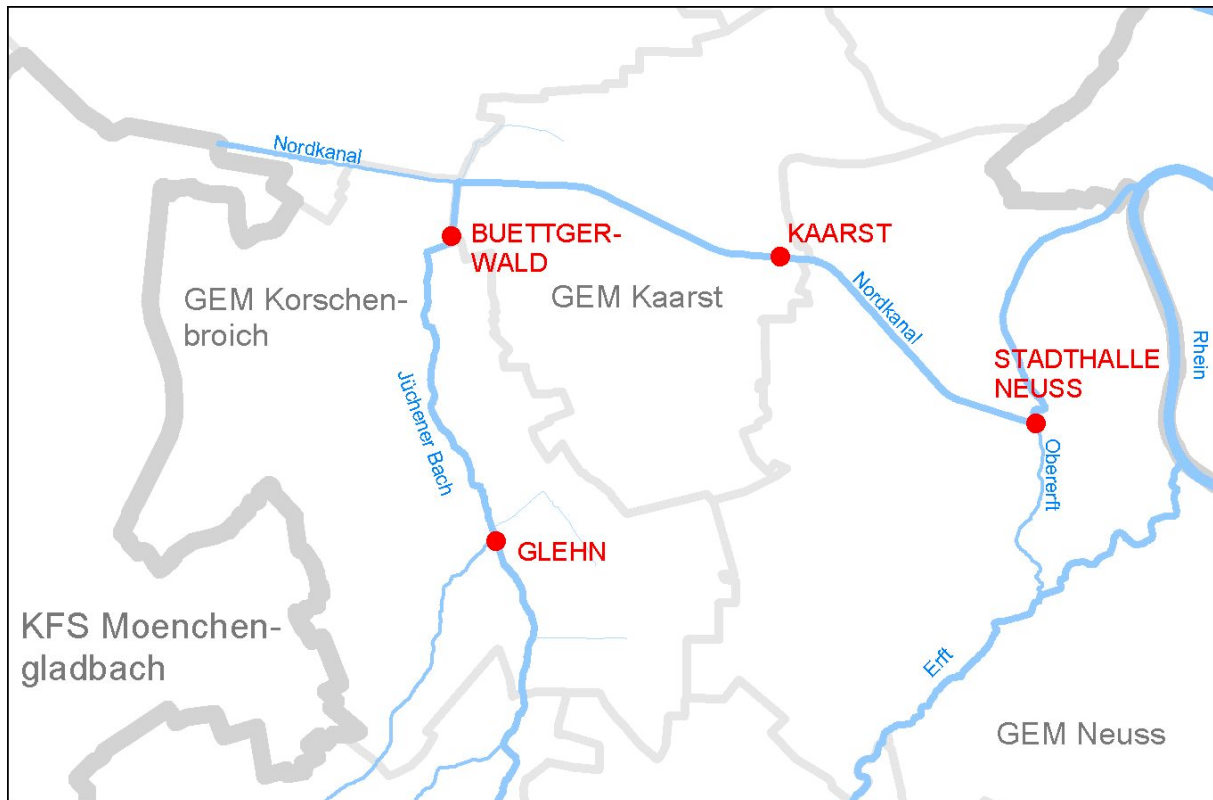 Nordkanal
BUETTGER-
WALD
KAARST
GEM Korschen-
broich
GEM Kaarst
Nordkanal
Rhein
STADTHALLE
NEUSS
Jüchener Bach
Obererft
GLEHN
KFS Moenchen-
gladbach
Erft
GEM Neuss